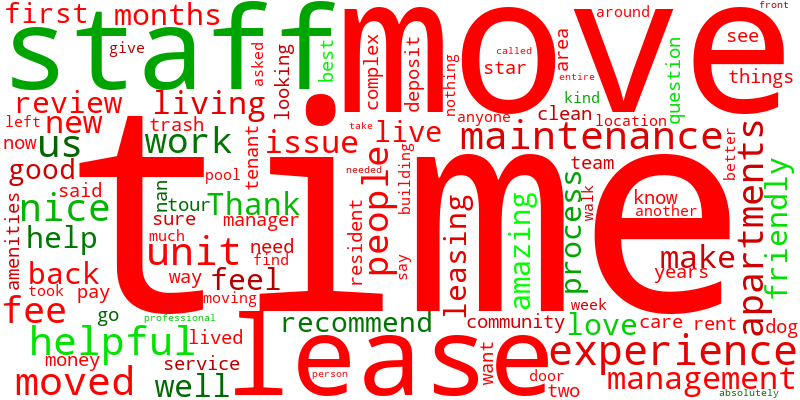 front
first
months
staff
move
around
give
asked
looking
best
complex
deposit
called
area
see
star
nothing
entire
question
things
review
living
kind
new
trash
take
anyone
clean
location
left
now
us
work
issue
live
maintenance
better
time
good
pool
tenant
needed
building
people
team
said
nan
tour
Thank
process
walk
know
another
apartments
friendly
amenities
nice
sure
manager
resident
leasing
amazing
help
much
unit
need
find
say
make
years
back
way
feel
took
pay
moving
week
fee
go
professional
recommend
community
love
care
rent
dog
helpful
lived
lease
experience
money
service
want
person
door
moved
well
two
management
absolutely